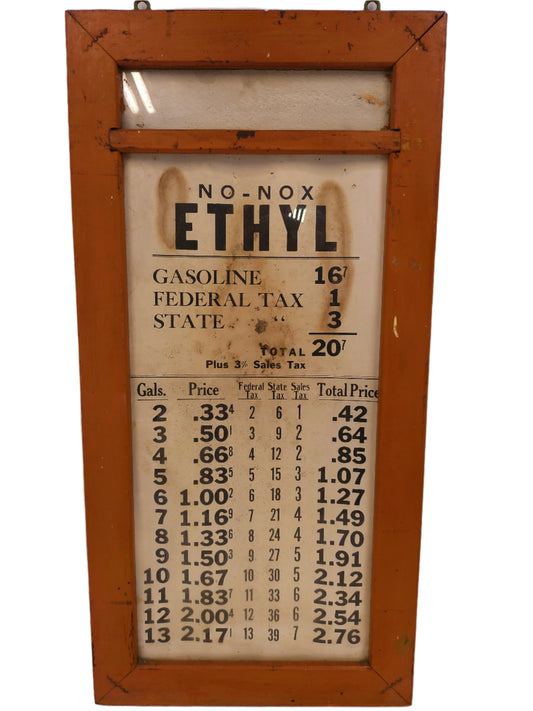 NO-NOX
ETHYL
GASOLINE 16⁷
FEDERAL TAX 1
STATE " 3
TOTAL 20⁷
Plus 3% Sales Tax
Gals. Price Federal Tax State Tax Sales Tax Total Price
2 .33⁴ 2 6 1 .42
3 .50¹ 3 9 2 .64
4 .66⁸ 4 12 2 .85
5 .83⁵ 5 15 3 1.07
6 1.00² 6 18 3 1.27
7 1.16⁹ 7 21 4 1.49
8 1.33⁶ 8 24 4 1.70
9 1.50³ 9 27 5 1.91
10 1.67 10 30 5 2.12
11 1.83⁷ 11 33 6 2.34
12 2.00⁴ 12 36 6 2.54
13 2.17¹ 13 39 7 2.76